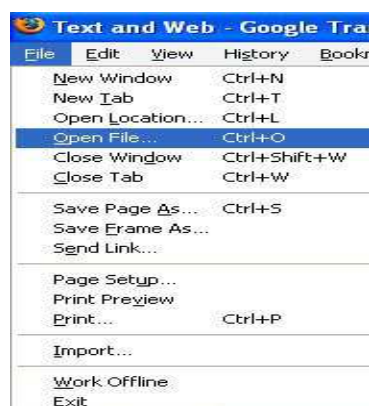 Text and Web - Google Tra
File Edit View History Bookr
New Window Ctrl+N
New Tab Ctrl+T
Open Location... Ctrl+L
Open File... Ctrl+O
Close Window Ctrl+Shift+W
Close Tab Ctrl+W
Save Page As... Ctrl+S
Save Frame As...
Send Link...
Page Setup...
Print Preview
Print... Ctrl+P
Import...
Work Offline
Exit